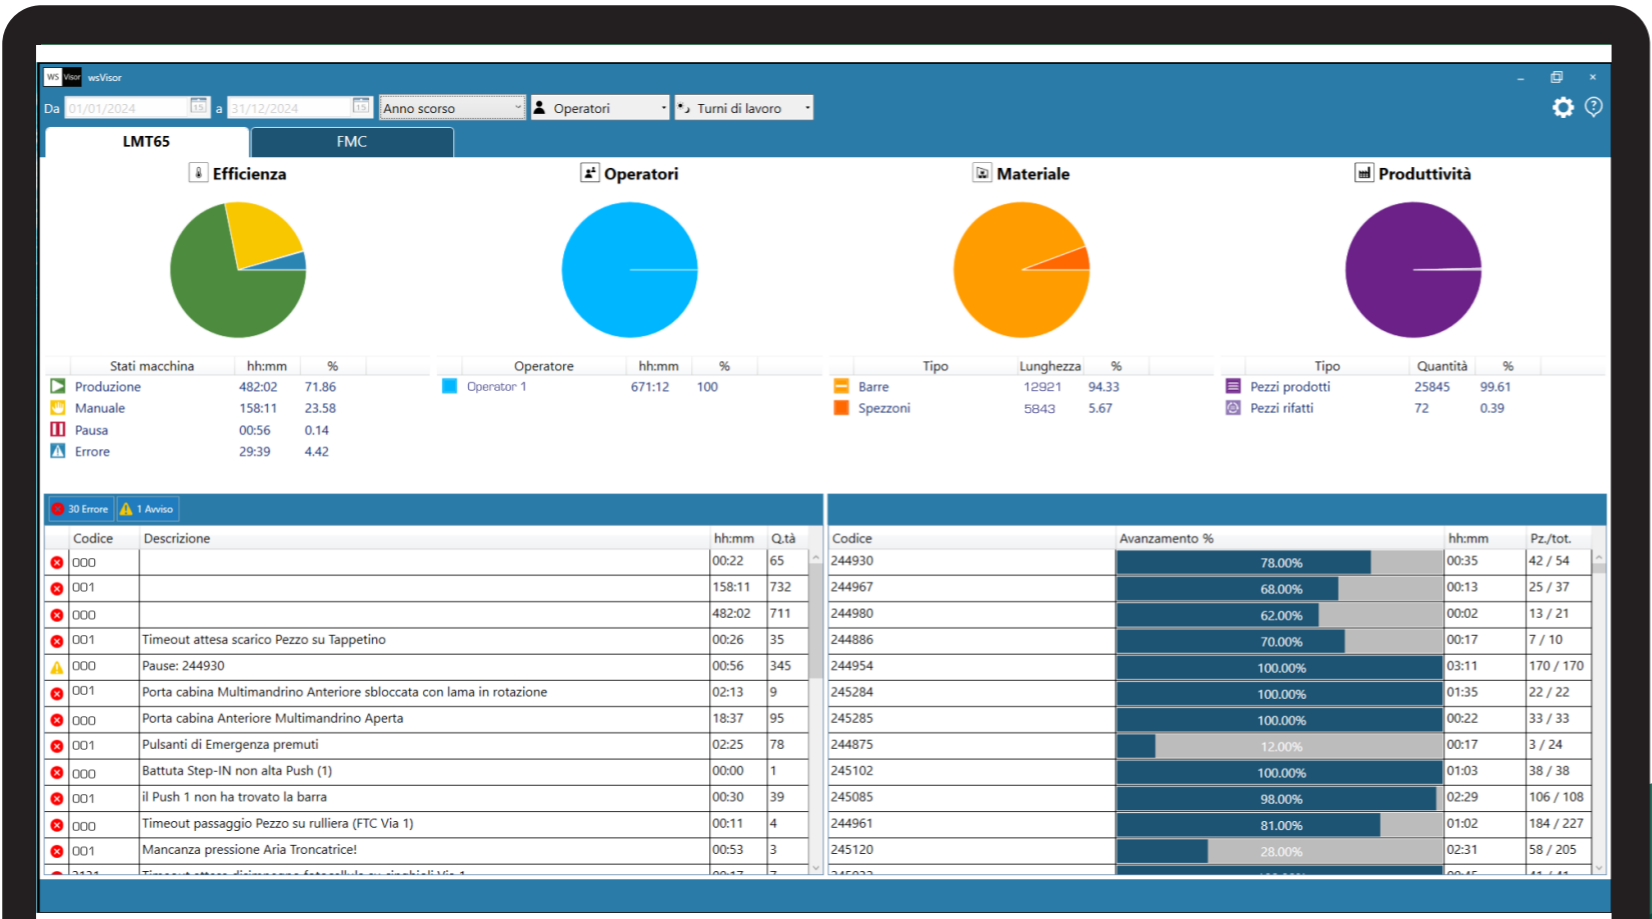 WS Visor wsVisor
Da 01/01/2024 15 a 31/12/2024 15 Anno scorso Operatori Turni di lavoro
LMT65 FMC
Efficienza Operatori Materiale Produttività
Stati macchina hh:mm % Operatore hh:mm % Tipo Lunghezza % Tipo Quantità %
Produzione 482:02 71.86 Operator 1 671:12 100 Barre 12921 94.33 Pezzi prodotti 25845 99.61
Manuale 158:11 23.58 Spezzoni 5843 5.67 Pezzi rifatti 72 0.39
Pausa 00:56 0.14
Errore 29:39 4.42
30 Errore 1 Avviso
Codice Descrizione hh:mm Q.tà Codice Avanzamento % hh:mm Pz./tot.
000 00:22 65 244930 78.00% 00:35 42 / 54
001 158:11 732 244967 68.00% 00:13 25 / 37
000 482:02 711 244980 62.00% 00:02 13 / 21
001 Timeout attesa scarico Pezzo su Tappetino 00:26 35 244886 70.00% 00:17 7 / 10
000 Pause: 244930 00:56 345 244954 100.00% 03:11 170 / 170
001 Porta cabina Multimandrino Anteriore sbloccata con lama in rotazione 02:13 9 245284 100.00% 01:35 22 / 22
000 Porta cabina Anteriore Multimandrino Aperta 18:37 95 245285 100.00% 00:22 33 / 33
001 Pulsanti di Emergenza premuti 02:25 78 244875 12.00% 00:17 3 / 24
000 Battuta Step-IN non alta Push (1) 00:00 1 245102 100.00% 01:03 38 / 38
001 il Push 1 non ha trovato la barra 00:30 39 245085 98.00% 02:29 106 / 108
000 Timeout passaggio Pezzo su rulliera (FTC Via 1) 00:11 4 244961 81.00% 01:02 184 / 227
001 Mancanza pressione Aria Troncatrice! 00:53 3 245120 28.00% 02:31 58 / 205